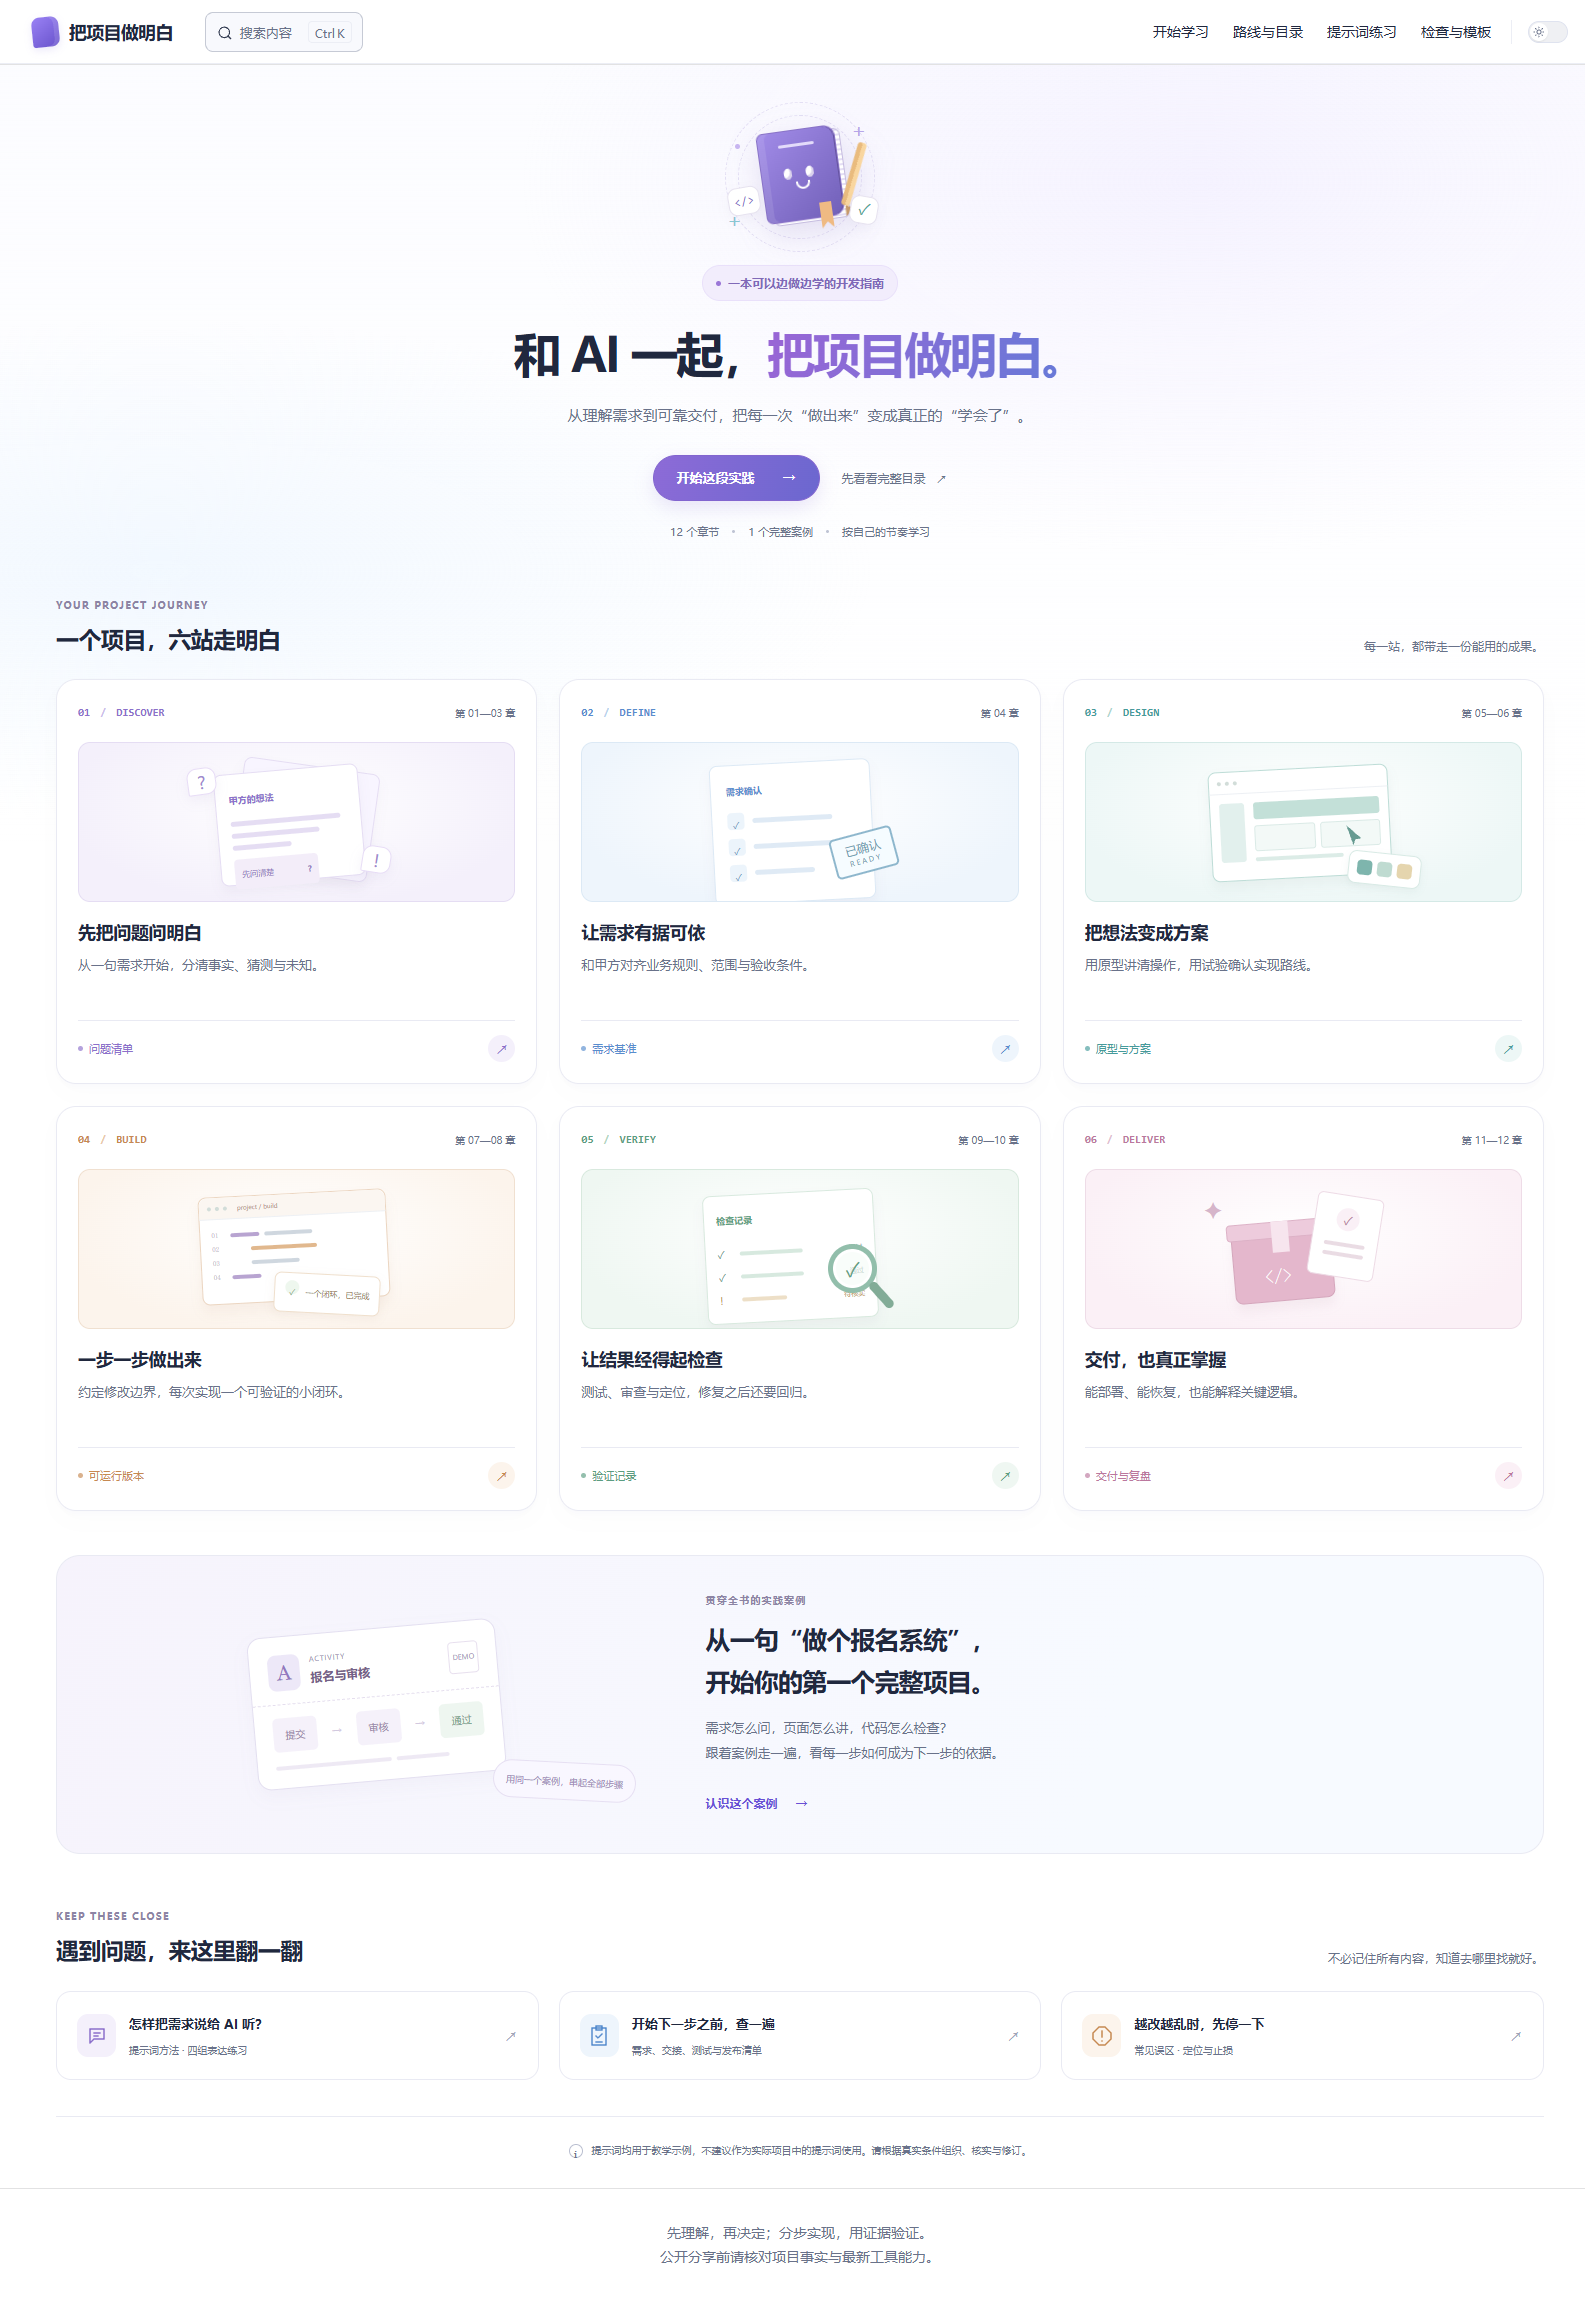 把项目做明白
搜索内容 Ctrl K
开始学习 路线与目录 提示词练习 检查与模板
</>
✓
一本可以边做边学的开发指南
和 AI 一起，把项目做明白。
从理解需求到可靠交付，把每一次“做出来”变成真正的“学会了”。
开始这段实践 →
先看看完整目录 ↗
12 个章节 • 1 个完整案例 • 按自己的节奏学习
YOUR PROJECT JOURNEY
一个项目，六站走明白
每一站，都带走一份能用的成果。
01 / DISCOVER
第 01—03 章
?
甲方的想法
先问清楚 ?
!
先把问题问明白
从一句需求开始，分清事实、猜测与未知。
问题清单 ↗
02 / DEFINE
第 04 章
需求确认
✓
✓
✓
已确认
READY
让需求有据可依
和甲方对齐业务规则、范围与验收条件。
需求基准 ↗
03 / DESIGN
第 05—06 章
把想法变成方案
用原型讲清操作，用试验确认实现路线。
原型与方案 ↗
04 / BUILD
第 07—08 章
project / build
01
02
03
04
✓ 一个闭环，已完成
一步一步做出来
约定修改边界，每次实现一个可验证的小闭环。
可运行版本 ↗
05 / VERIFY
第 09—10 章
检查记录
✓
✓
!
✓
让结果经得起检查
测试、审查与定位，修复之后还要回归。
验证记录 ↗
06 / DELIVER
第 11—12 章
✓
</>
交付，也真正掌握
能部署、能恢复，也能解释关键逻辑。
交付与复盘 ↗
A
ACTIVITY
报名与审核
DEMO
提交 → 审核 → 通过
用同一个案例，串起全部步骤
贯穿全书的实践案例
从一句“做个报名系统”，
开始你的第一个完整项目。
需求怎么问，页面怎么讲，代码怎么检查？
跟着案例走一遍，看每一步如何成为下一步的依据。
认识这个案例 →
KEEP THESE CLOSE
遇到问题，来这里翻一翻
不必记住所有内容，知道去哪里找就好。
怎样把需求说给 AI 听？
提示词方法 · 四组表达练习
↗
开始下一步之前，查一遍
需求、交接、测试与发布清单
↗
越改越乱时，先停一下
常见误区 · 定位与止损
↗
提示词均用于教学示例，不建议作为实际项目中的提示词使用。请根据真实条件组织、核实与修订。
先理解，再决定；分步实现，用证据验证。
公开分享前请核对项目事实与最新工具能力。